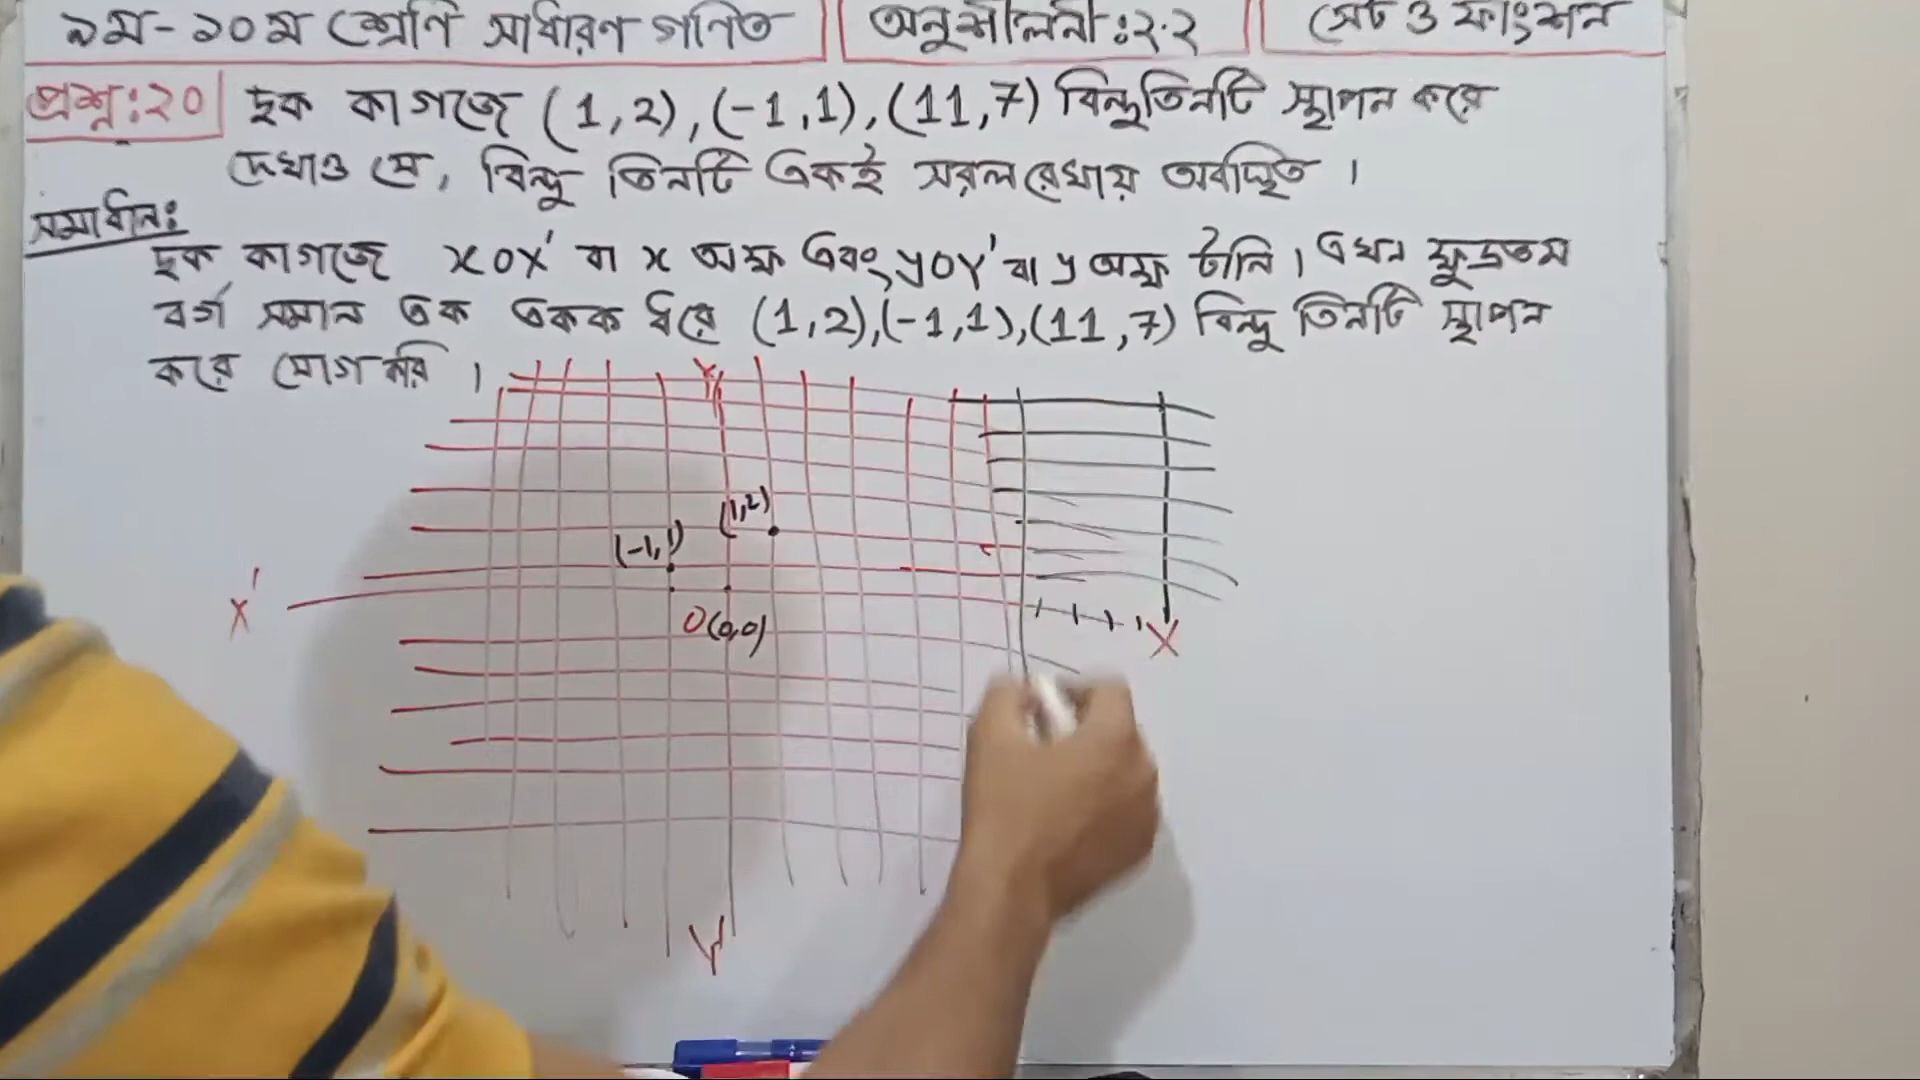 ৯ম-১০ম শ্রেণি সাধারণ গণিত
অনুশীলনী:২.২
সেট ও ফাংশন
প্রশ্ন:২০
ছক কাগজে (1,2),(-1,1),(11,7) বিন্দুতিনটি স্থাপন করে
দেখাও যে, বিন্দু তিনটি একই সরলরেখায় অবস্থিত ।
সমাধান:
ছক কাগজে XOX' বা x অক্ষ এবং yOY' বা y অক্ষ টানি । এখন ক্ষুদ্রতম
বর্গ সমান এক একক ধরে (1,2),(-1,1),(11,7) বিন্দু তিনটি স্থাপন
করে যোগ করি ।
Y
(1,2)
(-1,1)
X'
O(0,0)
X
Y'